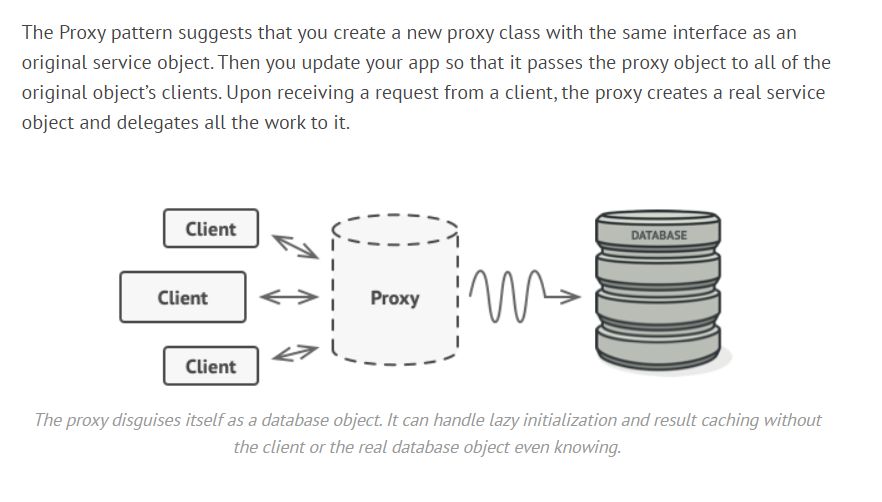 The Proxy pattern suggests that you create a new proxy class with the same interface as an
original service object. Then you update your app so that it passes the proxy object to all of the
original object’s clients. Upon receiving a request from a client, the proxy creates a real service
object and delegates all the work to it.
Client
Client
Client
Proxy
DATABASE
The proxy disguises itself as a database object. It can handle lazy initialization and result caching without
the client or the real database object even knowing.